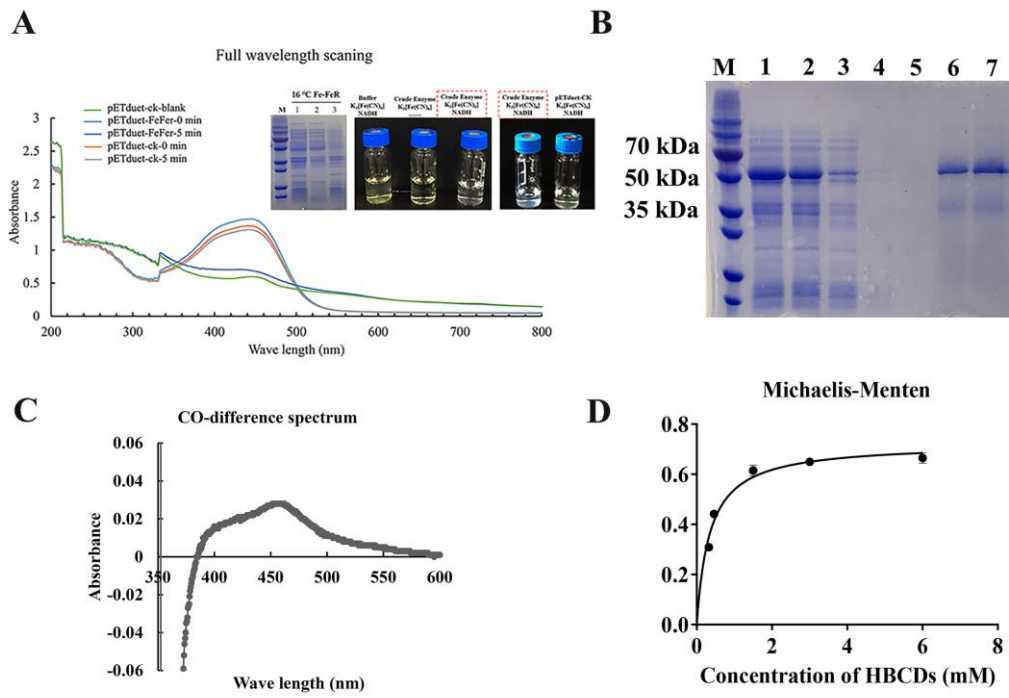 A
Full wavelength scaning
pETduet-ck-blank
pETduet-FeFer-0 min
pETduet-FeFer-5 min
pETduet-ck-0 min
pETduet-ck-5 min
16 °C Fe-FeR
M 1 2 3
Buffer
K₃[Fe(CN)₆]
NADH
Crude Enzyme
K₃[Fe(CN)₆]
Crude Enzyme
K₃[Fe(CN)₆]
NADH
Crude Enzyme
K₃[Fe(CN)₆]
NADH
pETduet-CK
K₃[Fe(CN)₆]
NADH
Absorbance
3
2.5
2
1.5
1
0.5
0
200 300 400 500 600 700 800
Wave length (nm)
B
M 1 2 3 4 5 6 7
70 kDa
50 kDa
35 kDa
C
CO-difference spectrum
Absorbance
0.06
0.04
0.02
0
-0.02
-0.04
-0.06
350 400 450 500 550 600
Wave length (nm)
D
Michaelis-Menten
0.8
0.6
0.4
0.2
0.0
0 2 4 6 8
Concentration of HBCDs (mM)